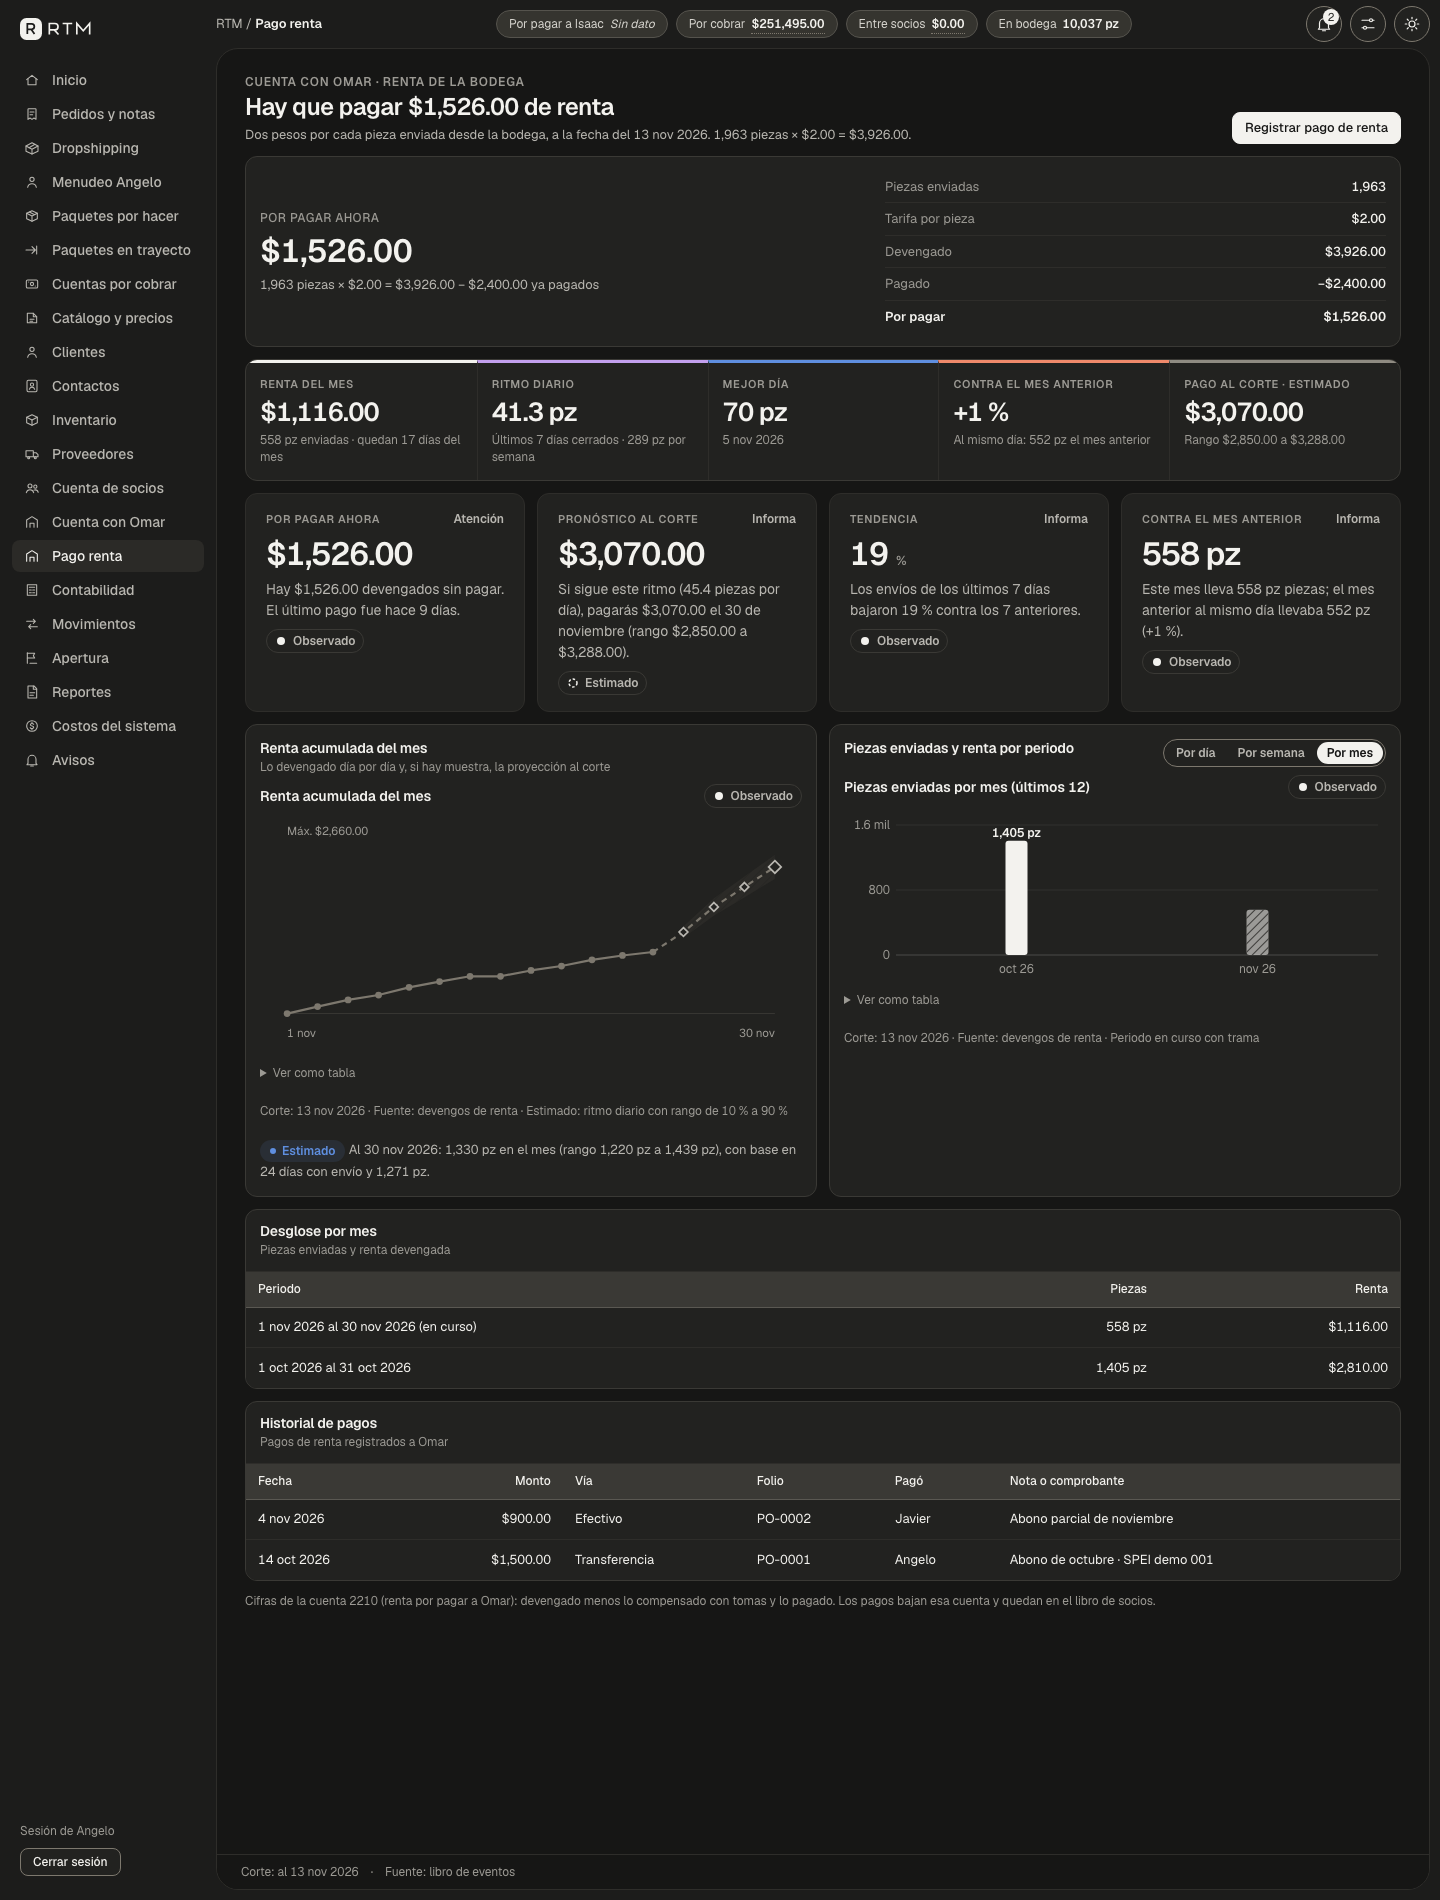 R RTM
RTM / Pago renta
Por pagar a Isaac Sin dato
Por cobrar $251,495.00
Entre socios $0.00
En bodega 10,037 pz
2
Inicio
Pedidos y notas
Dropshipping
Menudeo Angelo
Paquetes por hacer
Paquetes en trayecto
Cuentas por cobrar
Catálogo y precios
Clientes
Contactos
Inventario
Proveedores
Cuenta de socios
Cuenta con Omar
Pago renta
Contabilidad
Movimientos
Apertura
Reportes
Costos del sistema
Avisos
Sesión de Angelo
Cerrar sesión
CUENTA CON OMAR · RENTA DE LA BODEGA
Hay que pagar $1,526.00 de renta
Dos pesos por cada pieza enviada desde la bodega, a la fecha del 13 nov 2026. 1,963 piezas × $2.00 = $3,926.00.
Registrar pago de renta
POR PAGAR AHORA
$1,526.00
1,963 piezas × $2.00 = $3,926.00 − $2,400.00 ya pagados
Piezas enviadas 1,963
Tarifa por pieza $2.00
Devengado $3,926.00
Pagado −$2,400.00
Por pagar $1,526.00
RENTA DEL MES
$1,116.00
558 pz enviadas · quedan 17 días del
mes
RITMO DIARIO
41.3 pz
Últimos 7 días cerrados · 289 pz por
semana
MEJOR DÍA
70 pz
5 nov 2026
CONTRA EL MES ANTERIOR
+1 %
Al mismo día: 552 pz el mes anterior
PAGO AL CORTE · ESTIMADO
$3,070.00
Rango $2,850.00 a $3,288.00
POR PAGAR AHORA Atención
$1,526.00
Hay $1,526.00 devengados sin pagar.
El último pago fue hace 9 días.
Observado
PRONÓSTICO AL CORTE Informa
$3,070.00
Si sigue este ritmo (45.4 piezas por
día), pagarás $3,070.00 el 30 de
noviembre (rango $2,850.00 a
$3,288.00).
Estimado
TENDENCIA Informa
19 %
Los envíos de los últimos 7 días
bajaron 19 % contra los 7 anteriores.
Observado
CONTRA EL MES ANTERIOR Informa
558 pz
Este mes lleva 558 pz piezas; el mes
anterior al mismo día llevaba 552 pz
(+1 %).
Observado
Renta acumulada del mes
Lo devengado día por día y, si hay muestra, la proyección al corte
Renta acumulada del mes Observado
Máx. $2,660.00
1 nov 30 nov
Ver como tabla
Corte: 13 nov 2026 · Fuente: devengos de renta · Estimado: ritmo diario con rango de 10 % a 90 %
Estimado Al 30 nov 2026: 1,330 pz en el mes (rango 1,220 pz a 1,439 pz), con base en
24 días con envío y 1,271 pz.
Piezas enviadas y renta por periodo
Por día Por semana Por mes
Piezas enviadas por mes (últimos 12) Observado
1.6 mil
1,405 pz
800
0
oct 26 nov 26
Ver como tabla
Corte: 13 nov 2026 · Fuente: devengos de renta · Periodo en curso con trama
Desglose por mes
Piezas enviadas y renta devengada
Periodo Piezas Renta
1 nov 2026 al 30 nov 2026 (en curso) 558 pz $1,116.00
1 oct 2026 al 31 oct 2026 1,405 pz $2,810.00
Historial de pagos
Pagos de renta registrados a Omar
Fecha Monto Vía Folio Pagó Nota o comprobante
4 nov 2026 $900.00 Efectivo PO-0002 Javier Abono parcial de noviembre
14 oct 2026 $1,500.00 Transferencia PO-0001 Angelo Abono de octubre · SPEI demo 001
Cifras de la cuenta 2210 (renta por pagar a Omar): devengado menos lo compensado con tomas y lo pagado. Los pagos bajan esa cuenta y quedan en el libro de socios.
Corte: al 13 nov 2026 · Fuente: libro de eventos